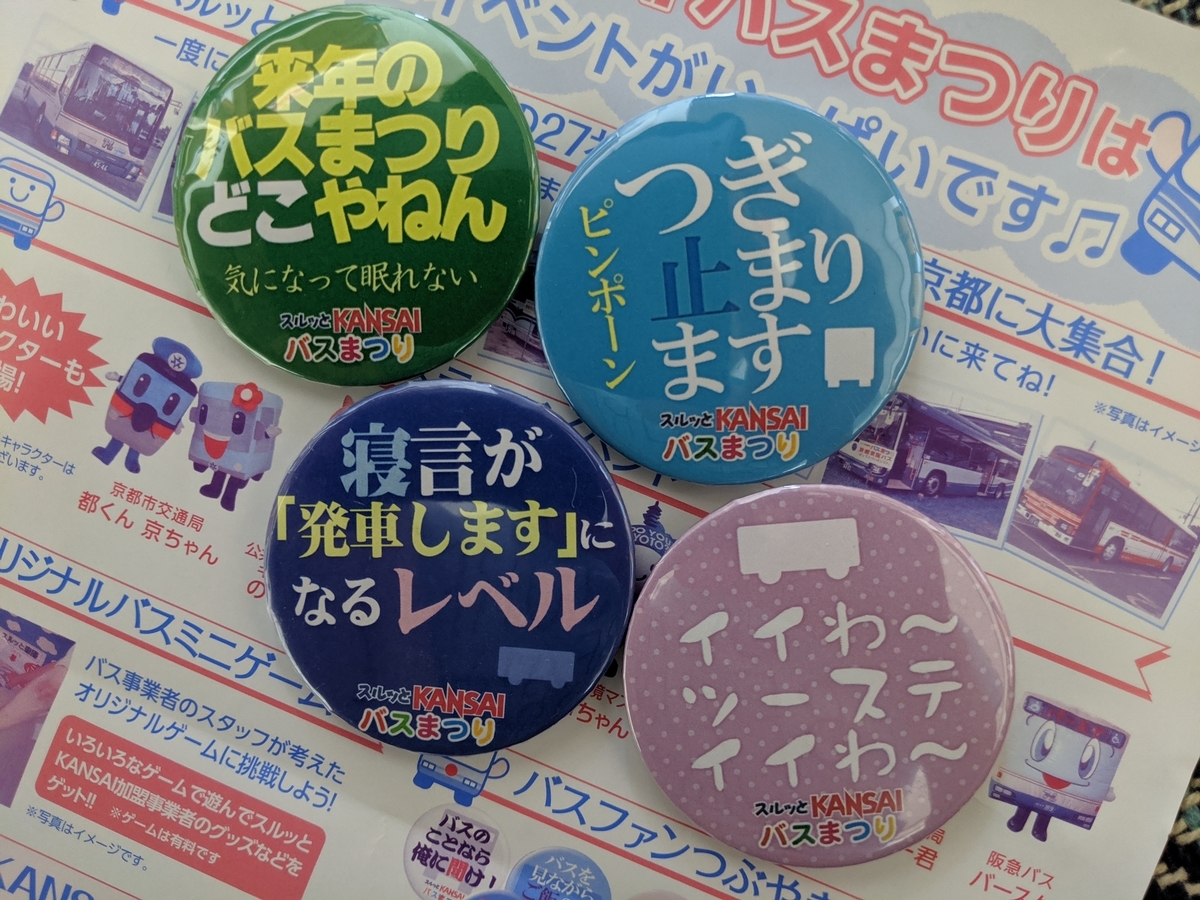 バスまつりは
イベントがい
ぱいです♫
一度に
京都に大集合!
に来てね!
※写真はイメージ
来年の
バスまつり
どこやねん
気になって眠れない
スルッとKANSAI
バスまつり
つぎ
止まります
ピンポーン
スルッとKANSAI
バスまつり
寝言が
「発車します」に
なるレベル
スルッとKANSAI
バスまつり
イイわ〜
ツーステ
イイわ〜
スルッとKANSAI
バスまつり
わいい
クターも
場!
キャラクターは
ざいます。
京都市交通局
都くん 京ちゃん
リジナルバスミニゲーム
バス事業者のスタッフが考えた
オリジナルゲームに挑戦しよう!
いろいろなゲームで遊んでスルッと
KANSAI加盟事業者のグッズなどを
ゲット!! ※ゲームは有料です
※写真はイメージです。
KANS
バスファンつぶやき
バスの
ことなら
俺に聞け!
バスを
見ながら
阪急バス